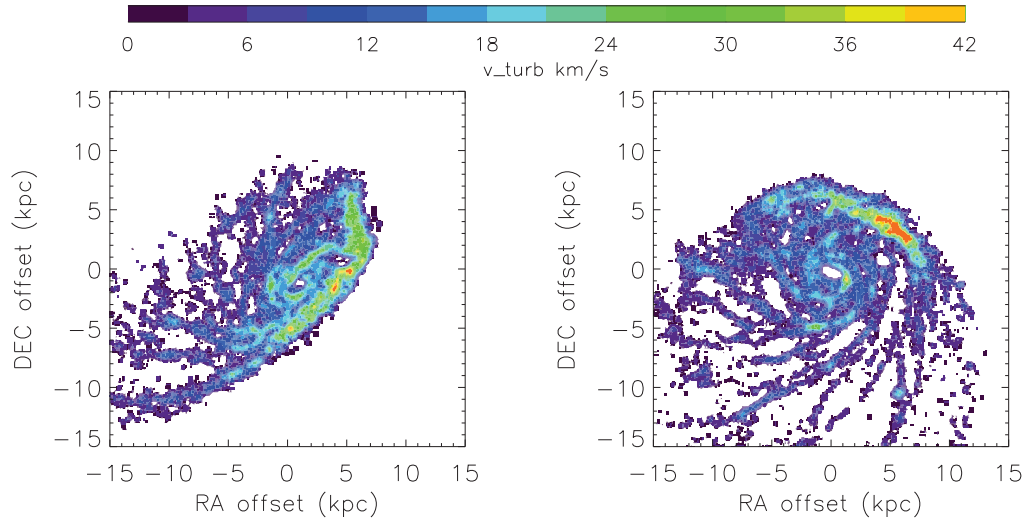 0 6 12 18 24 30 36 42
v_turb km/s
15 15
10 10
5 5
0 0
−5 −5
−10 −10
−15 −15
DEC offset (kpc) DEC offset (kpc)
−15 −10 −5 0 5 10 15 −15 −10 −5 0 5 10 15
RA offset (kpc) RA offset (kpc)